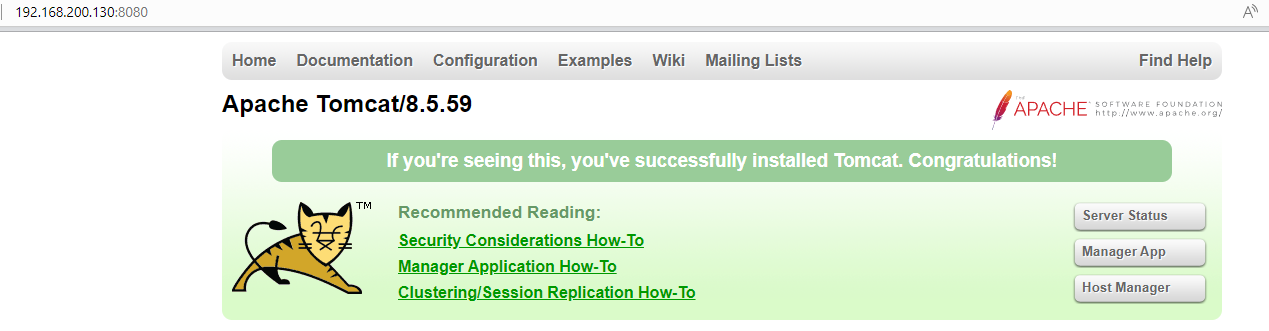 192.168.200.130:8080
Home Documentation Configuration Examples Wiki Mailing Lists Find Help
Apache Tomcat/8.5.59
THE
APACHE SOFTWARE FOUNDATION
http://www.apache.org/
If you're seeing this, you've successfully installed Tomcat. Congratulations!
TM
Recommended Reading:
Security Considerations How-To
Manager Application How-To
Clustering/Session Replication How-To
Server Status
Manager App
Host Manager